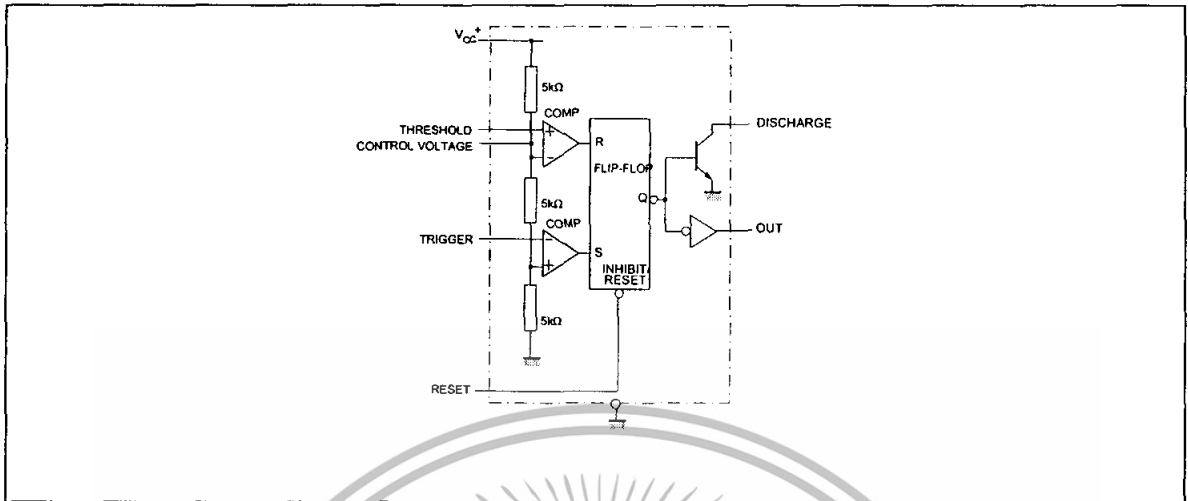 VCC+
5kΩ
COMP
THRESHOLD
+
R
DISCHARGE
CONTROL VOLTAGE
-
FLIP-FLOP
5kΩ
Q
COMP
OUT
TRIGGER
-
S
+
INHIBIT/
RESET
5kΩ
RESET